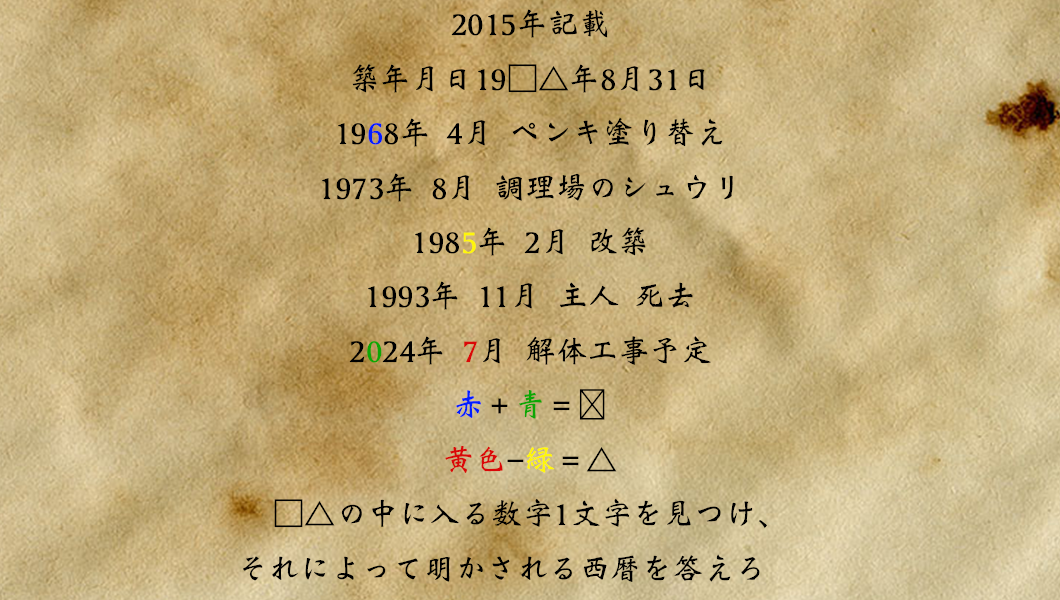 2015年記載
築年月日19□△年8月31日
1968年 4月 ペンキ塗り替え
1973年 8月 調理場のシュウリ
1985年 2月 改築
1993年 11月 主人 死去
2024年 7月 解体工事予定
赤+青=☒
黄色−緑=△
□△の中に入る数字1文字を見つけ、
それによって明かされる西暦を答えろ